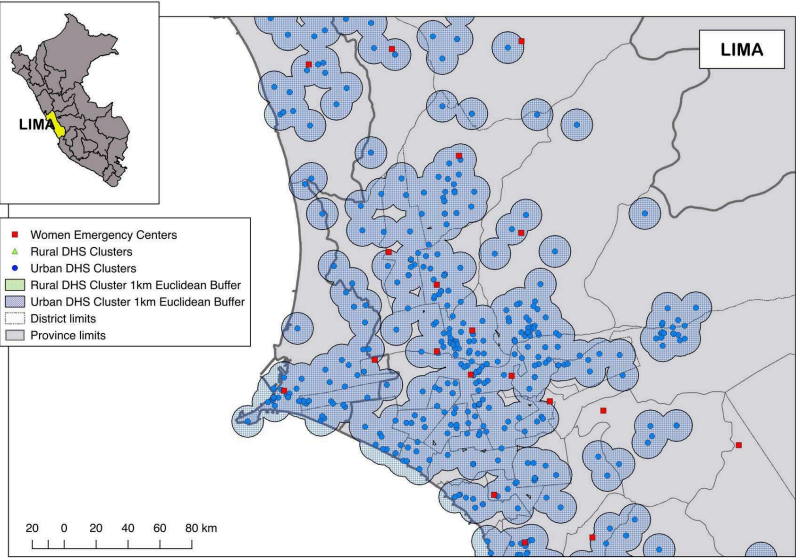 LIMA
LIMA
Women Emergency Centers
Rural DHS Clusters
Urban DHS Clusters
Rural DHS Cluster 1km Euclidean Buffer
Urban DHS Cluster 1km Euclidean Buffer
District limits
Province limits
20 0 20 40 60 80 km